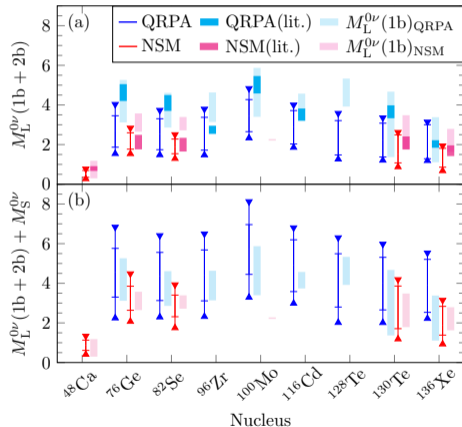 QRPA QRPA(lit.) M_L^{0ν}(1b)_{QRPA}
NSM NSM(lit.) M_L^{0ν}(1b)_{NSM}
(a)
M_L^{0ν}(1b + 2b)
8
6
4
2
0
(b)
M_L^{0ν}(1b + 2b) + M_S^{0ν}
8
6
4
2
0
⁴⁸Ca ⁷⁶Ge ⁸²Se ⁹⁶Zr ¹⁰⁰Mo ¹¹⁶Cd ¹²⁸Te ¹³⁰Te ¹³⁶Xe
Nucleus